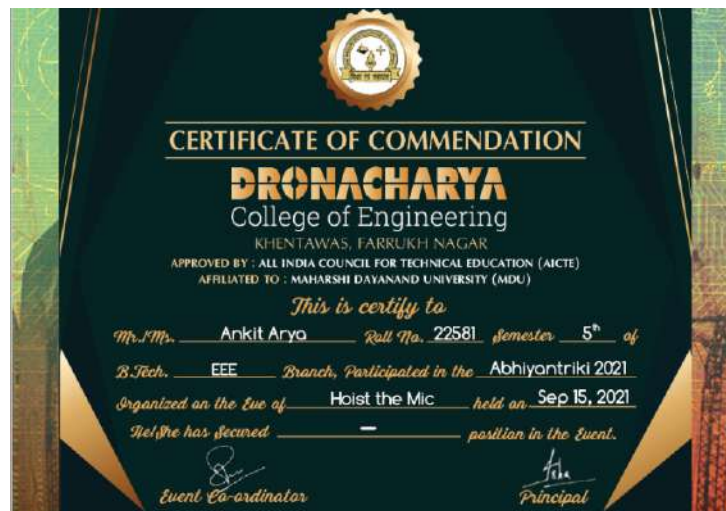 CERTIFICATE OF COMMENDATION
DRONACHARYA
College of Engineering
KHENTAWAS, FARRUKH NAGAR
APPROVED BY : ALL INDIA COUNCIL FOR TECHNICAL EDUCATION (AICTE)
AFFILIATED TO : MAHARSHI DAYANAND UNIVERSITY (MDU)
This is certify to
Mr./Ms. Ankit Arya Roll No. 22581 Semester 5th of
B.Tech. EEE Branch, Participated in the Abhiyantriki 2021
Organized on the Eve of Hoist the Mic held on Sep 15, 2021
He/She has Secured — position in the Event.
Event Co-ordinator Principal